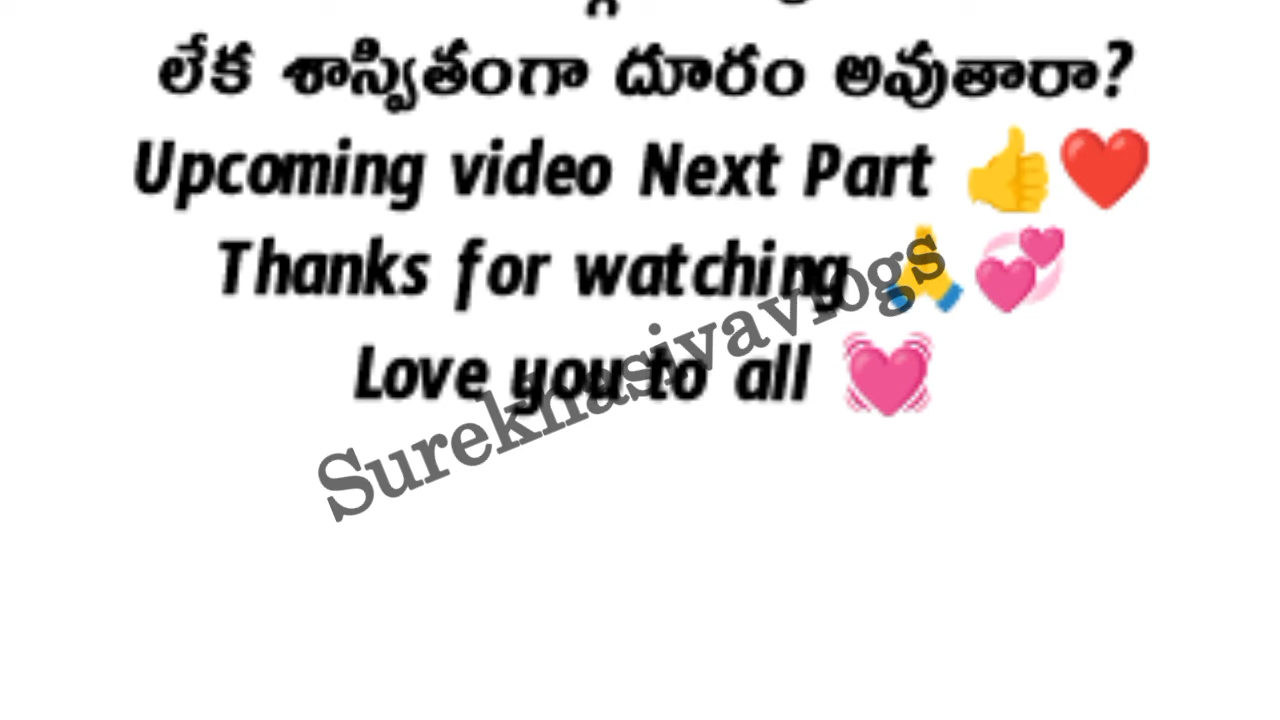 లేక శాస్వితంగా దూరం అవుతారా?
Upcoming video Next Part 👍❤️
Thanks for watching 🙏💞
Love you to all 💓
Surekhasivavlogs